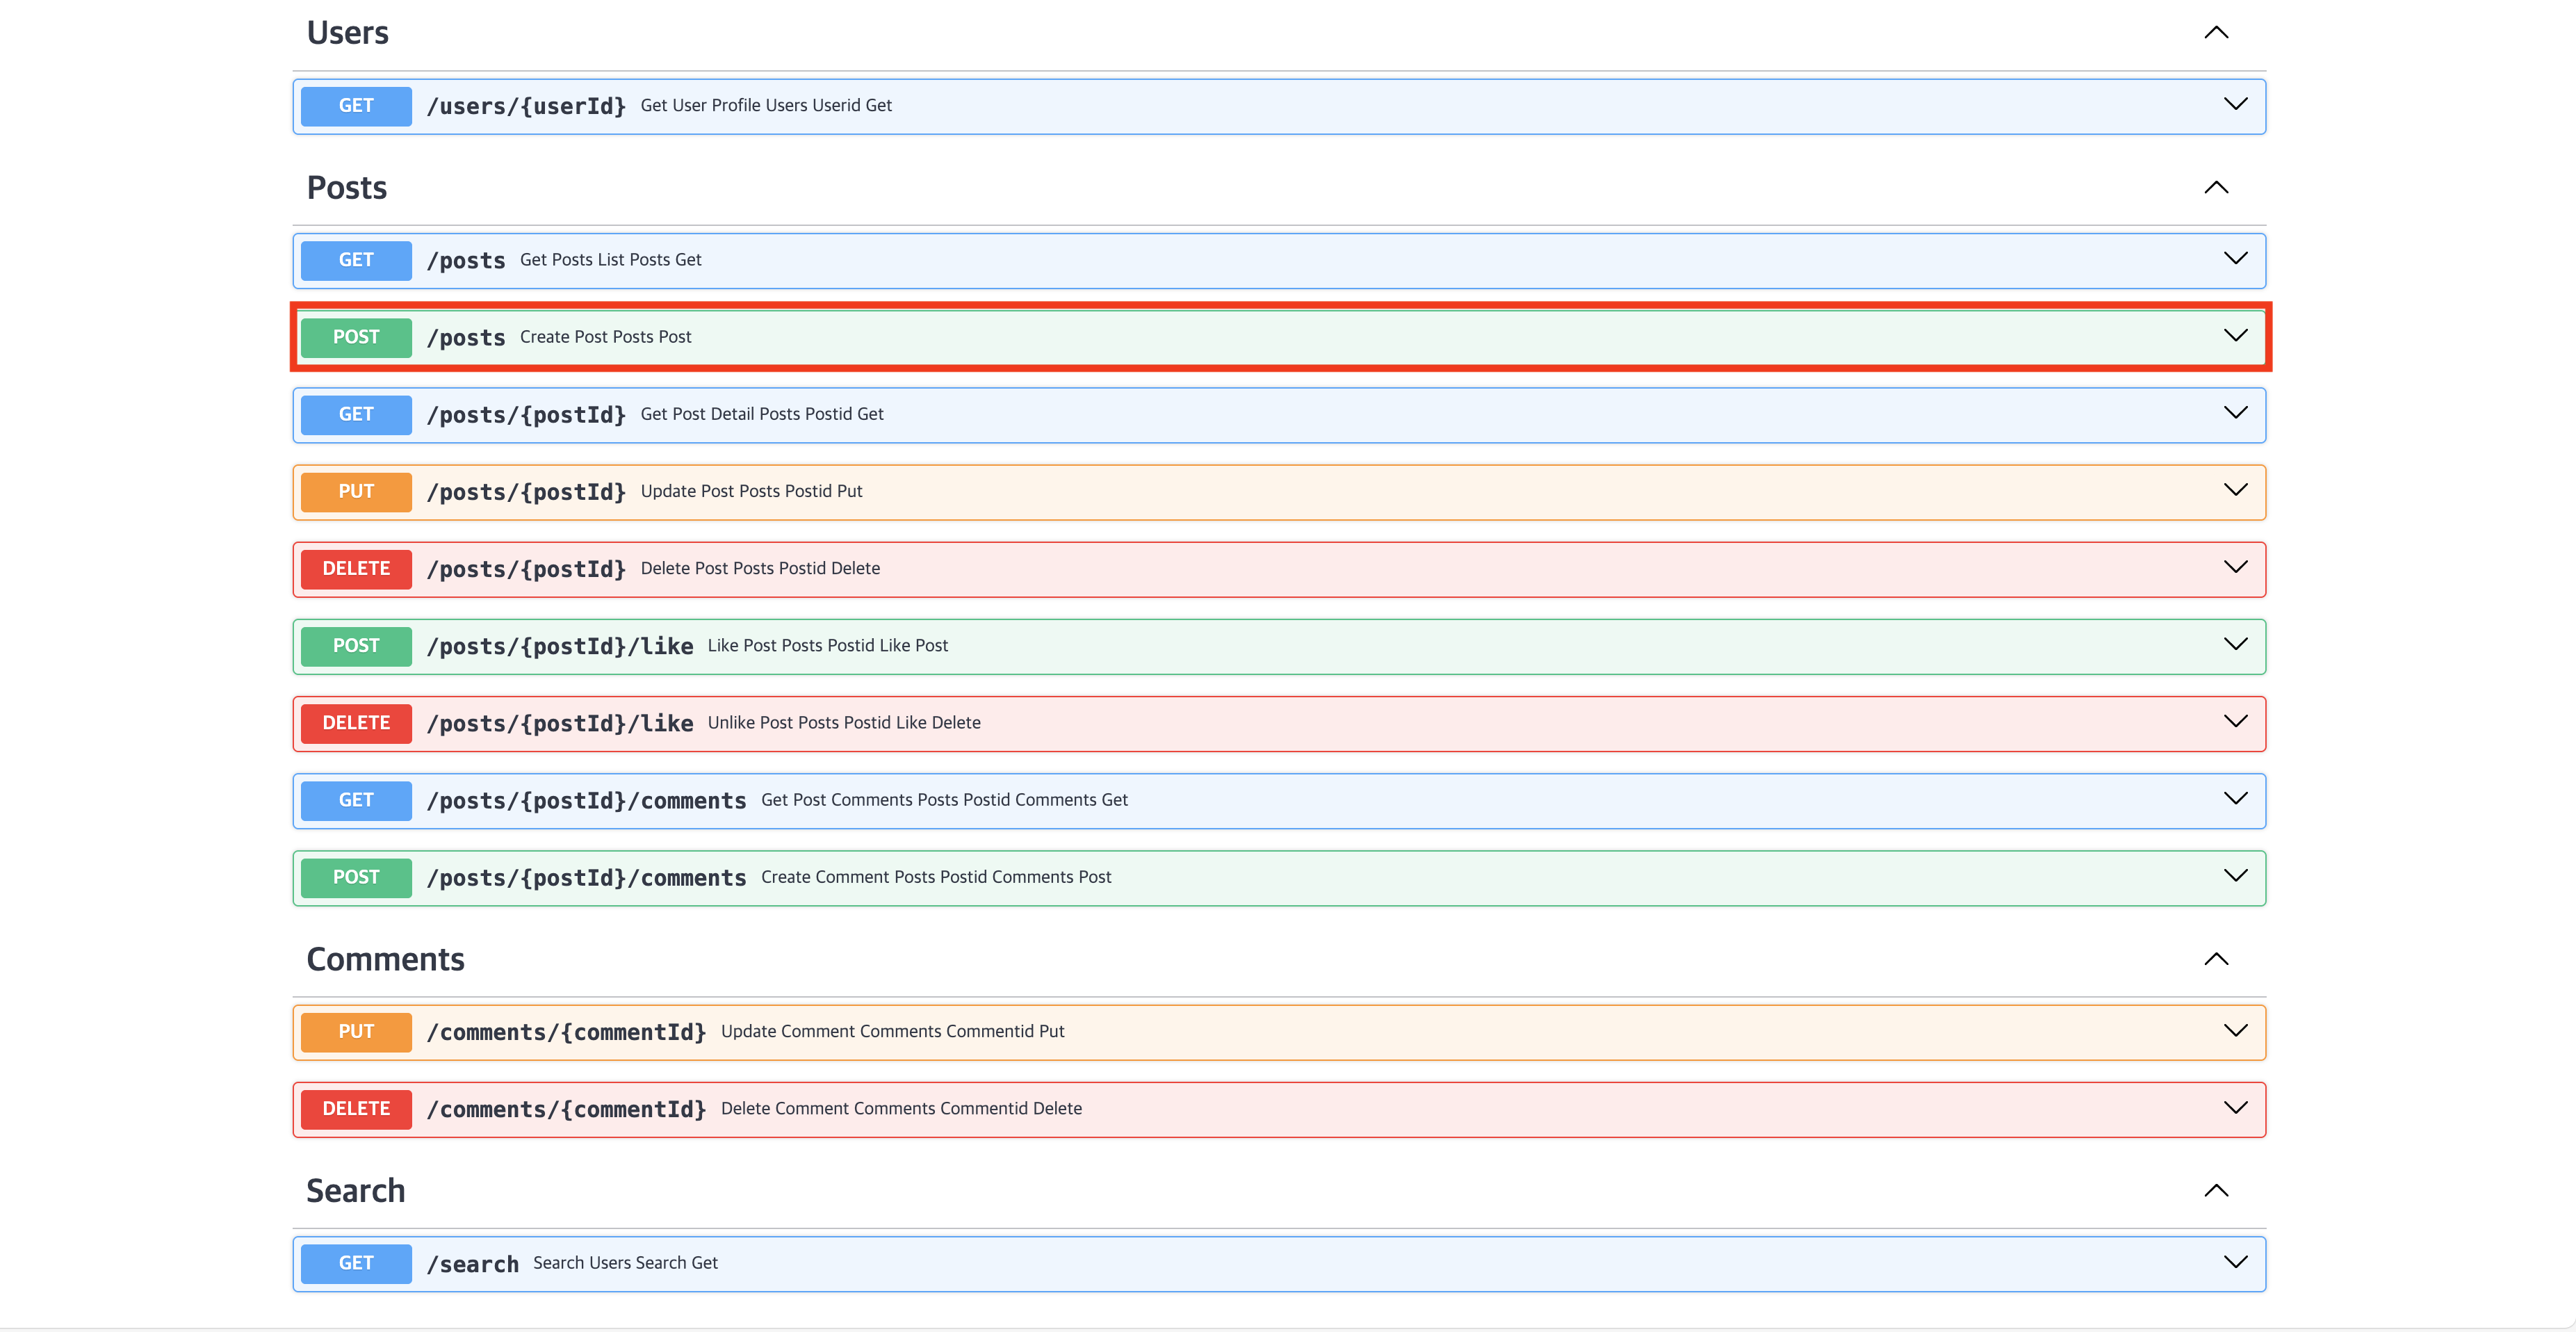 Users
GET /users/{userId} Get User Profile Users Userid Get
Posts
GET /posts Get Posts List Posts Get
POST /posts Create Post Posts Post
GET /posts/{postId} Get Post Detail Posts Postid Get
PUT /posts/{postId} Update Post Posts Postid Put
DELETE /posts/{postId} Delete Post Posts Postid Delete
POST /posts/{postId}/like Like Post Posts Postid Like Post
DELETE /posts/{postId}/like Unlike Post Posts Postid Like Delete
GET /posts/{postId}/comments Get Post Comments Posts Postid Comments Get
POST /posts/{postId}/comments Create Comment Posts Postid Comments Post
Comments
PUT /comments/{commentId} Update Comment Comments Commentid Put
DELETE /comments/{commentId} Delete Comment Comments Commentid Delete
Search
GET /search Search Users Search Get